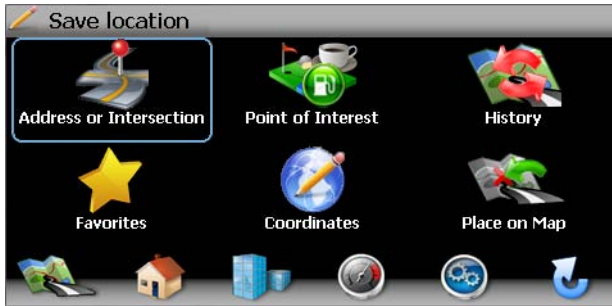 Save location
Address or Intersection
Point of Interest
History
Favorites
Coordinates
Place on Map